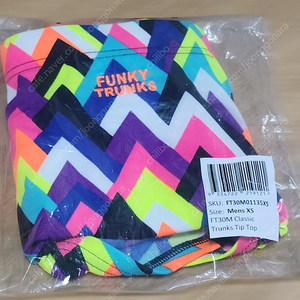 FUNKY
TRUNKS
SKU: FT30M01135XS
Size: Mens XS
FT30M Classic
Trunks Tip Top